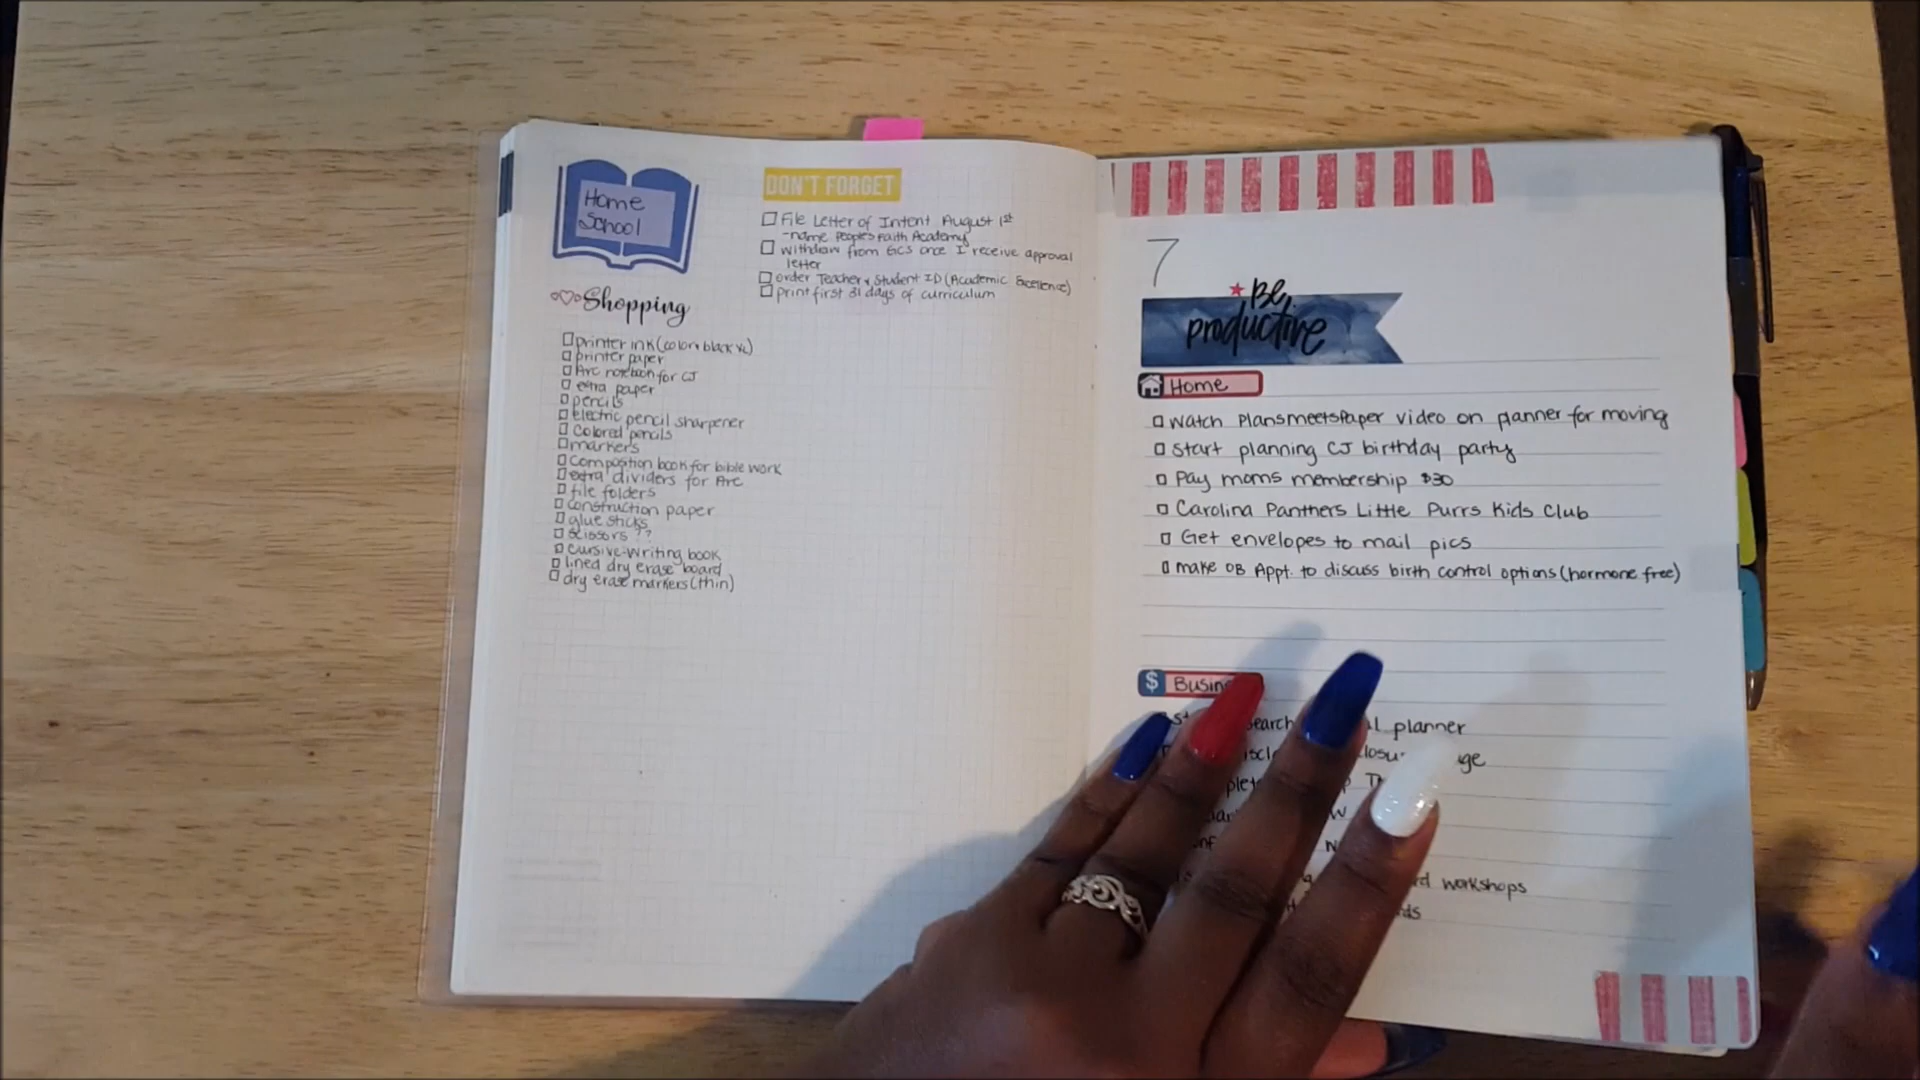 Home
School
DON'T FORGET
File Letter of Intent August 1st
-name Peoples Faith Academy
withdraw from GCS once I receive approval
letter
order Teacher & Student ID (Academic Excellence)
print first 31 days of curriculum
Shopping
printer ink (color & black XL)
printer paper
Arc notebook for CJ
extra paper
pencils
electric pencil sharpener
Colored pencils
markers
Composition book for bible work
extra dividers for Arc
file folders
construction paper
glue sticks
scissors ??
cursive writing book
lined dry erase board
dry erase markers (thin)
7
Be
productive
Home
Watch PlansmeetsPaper video on planner for moving
Start planning CJ birthday party
Pay moms membership $30
Carolina Panthers Little Purrs Kids Club
Get envelopes to mail pics
make OB Appt. to discuss birth control options (hormone free)
$
planner
workshops